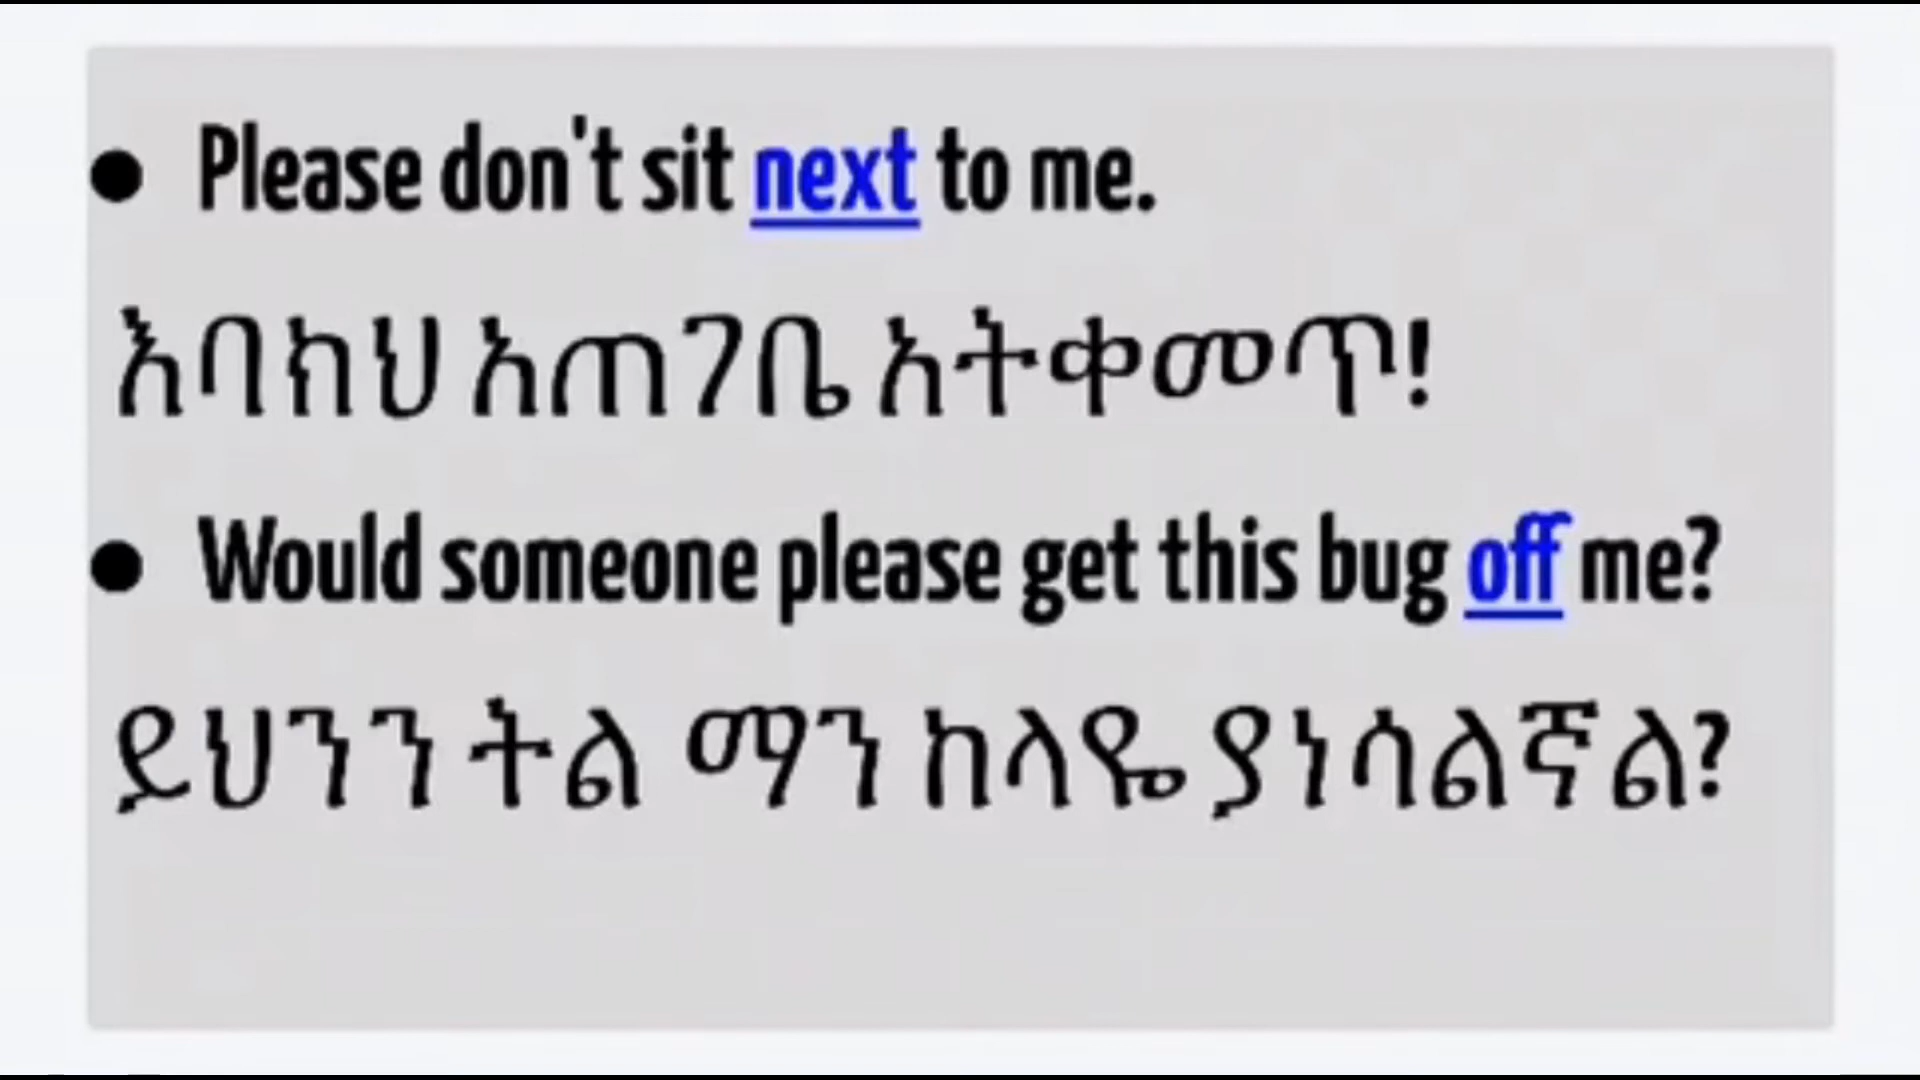 ● Please don't sit next to me.
እባክህ አጠገቤ አትቀመጥ!
● Would someone please get this bug off me?
ይህንን ትል ማን ከላዬ ያነሳልኛል?